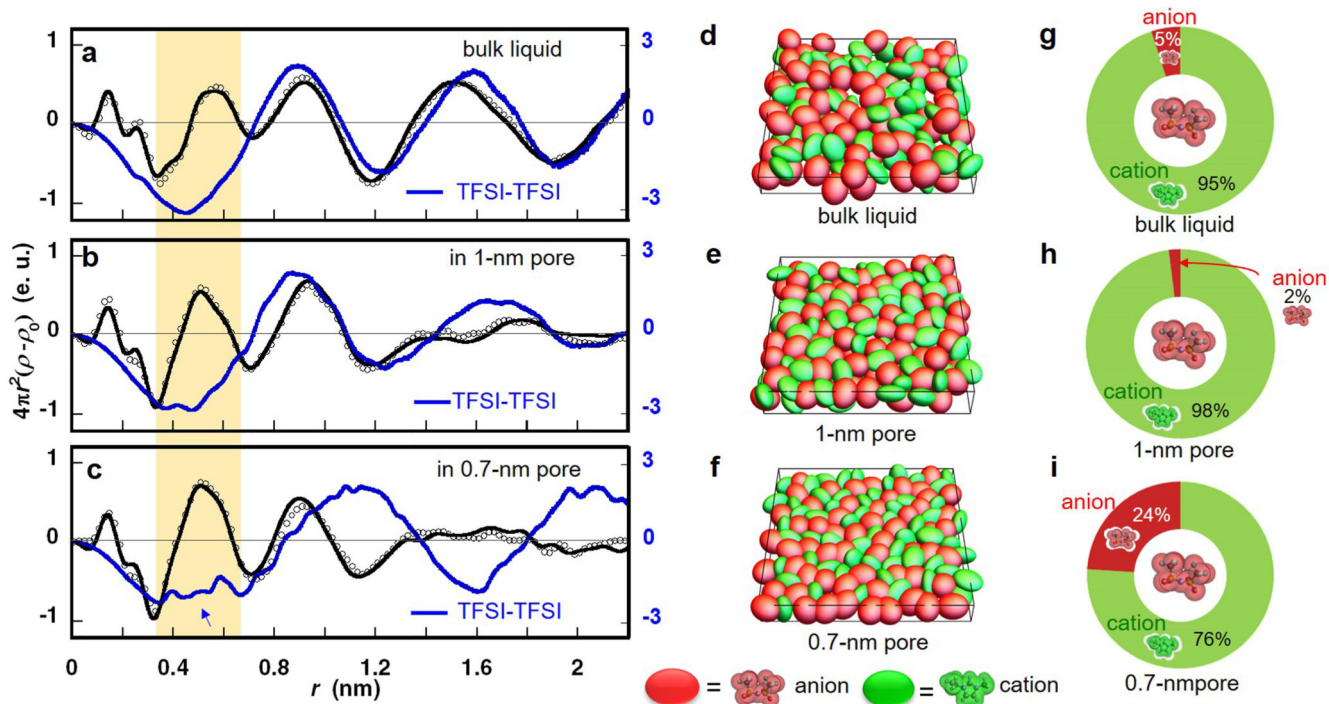 a
bulk liquid
TFSI-TFSI
1
0
-1
3
0
-3
b
in 1-nm pore
TFSI-TFSI
1
0
-1
3
0
-3
c
in 0.7-nm pore
TFSI-TFSI
1
0
-1
3
2
0
-2
4πr²(ρ-ρ₀) (e. u.)
0 0.4 0.8 1.2 1.6 2
r (nm)
d
bulk liquid
e
1-nm pore
f
0.7-nm pore
= anion = cation
g
anion
5%
cation
95%
bulk liquid
h
anion
2%
cation
98%
1-nm pore
i
anion
24%
cation
76%
0.7-nmpore